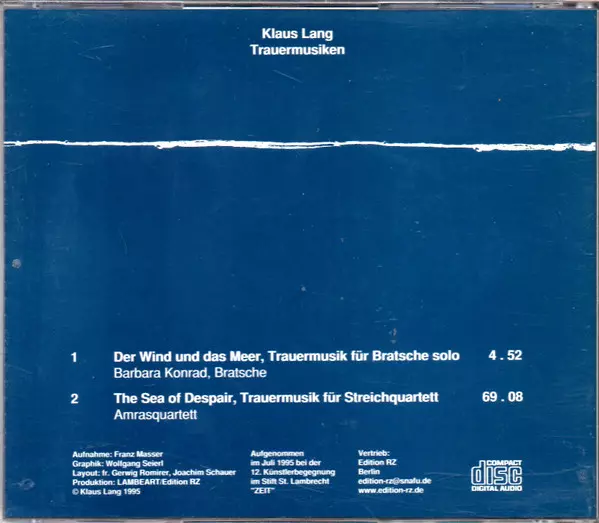 Klaus Lang
Trauermusiken
1 Der Wind und das Meer, Trauermusik für Bratsche solo 4.52
Barbara Konrad, Bratsche
2 The Sea of Despair, Trauermusik für Streichquartett 69.08
Amrasquartett
Aufnahme: Franz Masser
Graphik: Wolfgang Seierl
Layout: fr. Gerwig Romirer, Joachim Schauer
Produktion: LAMBEART/Edition RZ
© Klaus Lang 1995
Aufgenommen
im Juli 1995 bei der
12. Künstlerbegegnung
im Stift St. Lambrecht
"ZEIT"
Vertrieb:
Edition RZ
Berlin
edition-rz@snafu.de
www.edition-rz.de
COMPACT
disc
DIGITAL AUDIO